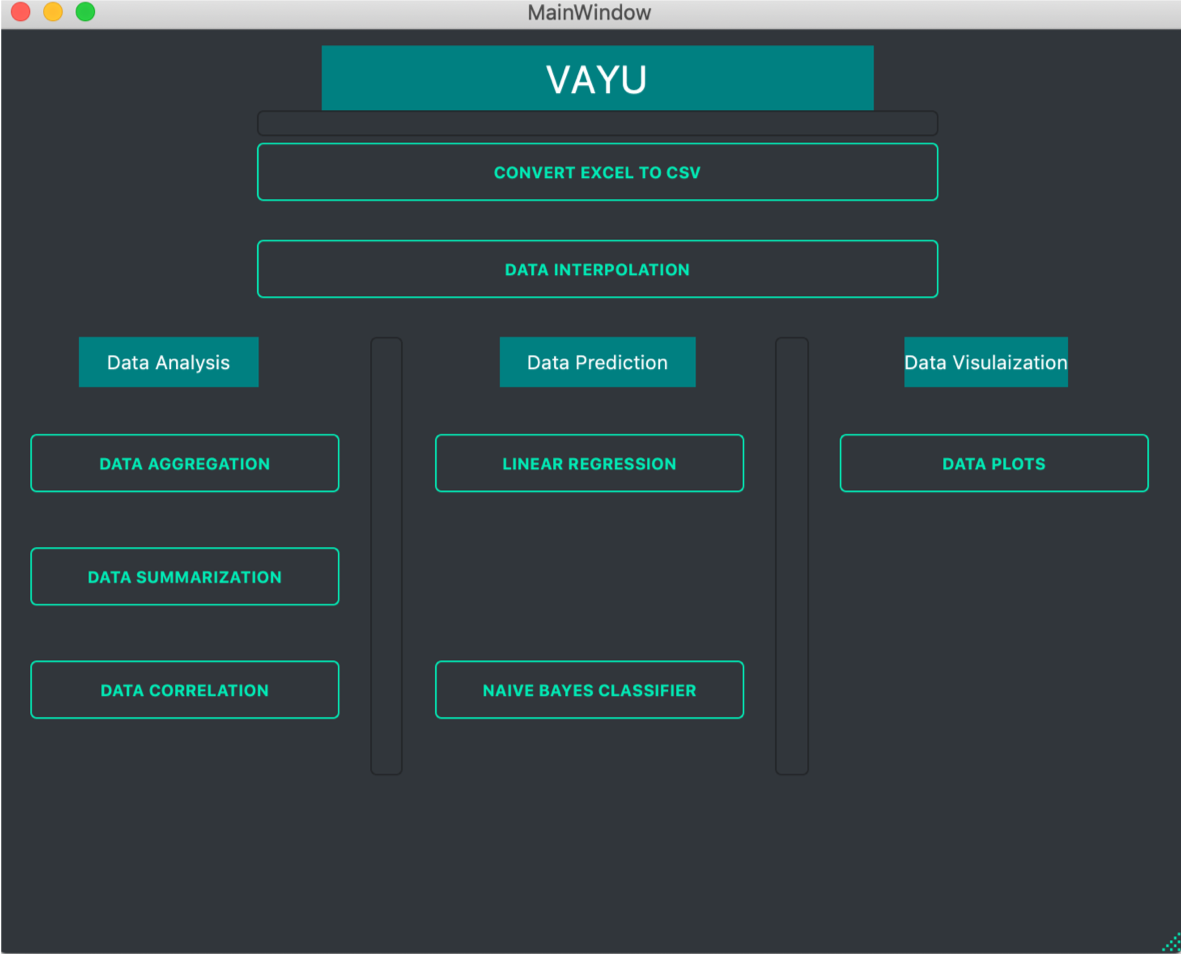 MainWindow
VAYU
CONVERT EXCEL TO CSV
DATA INTERPOLATION
Data Analysis
Data Prediction
Data Visulaization
DATA AGGREGATION
LINEAR REGRESSION
DATA PLOTS
DATA SUMMARIZATION
DATA CORRELATION
NAIVE BAYES CLASSIFIER